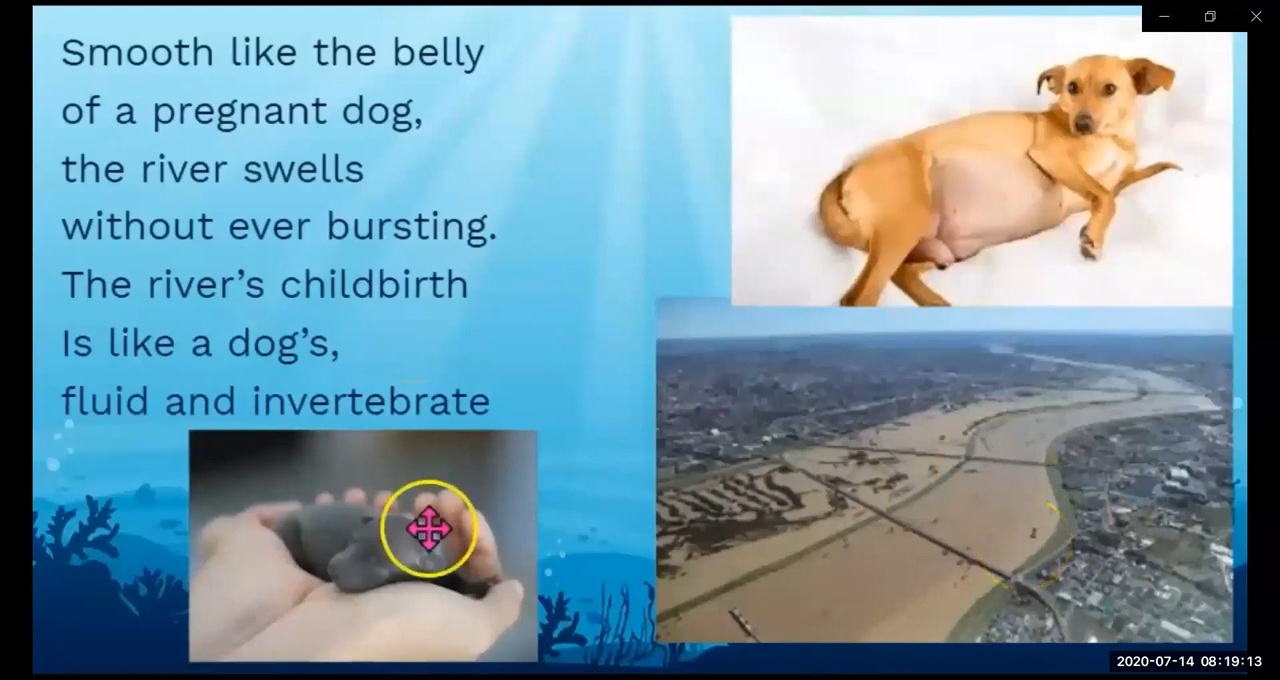 Smooth like the belly
of a pregnant dog,
the river swells
without ever bursting.
The river’s childbirth
Is like a dog’s,
fluid and invertebrate
2020-07-14 08:19:13